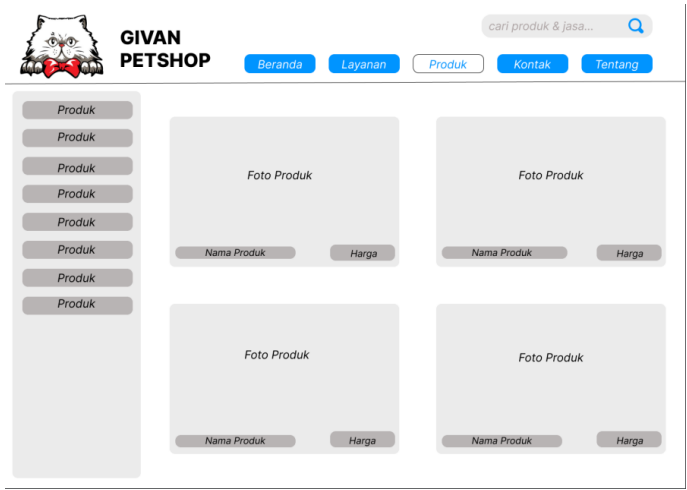 GIVAN
PETSHOP
cari produk & jasa...
Beranda
Layanan
Produk
Kontak
Tentang
Produk
Produk
Produk
Produk
Produk
Produk
Produk
Produk
Foto Produk
Nama Produk
Harga
Foto Produk
Nama Produk
Harga
Foto Produk
Nama Produk
Harga
Foto Produk
Nama Produk
Harga